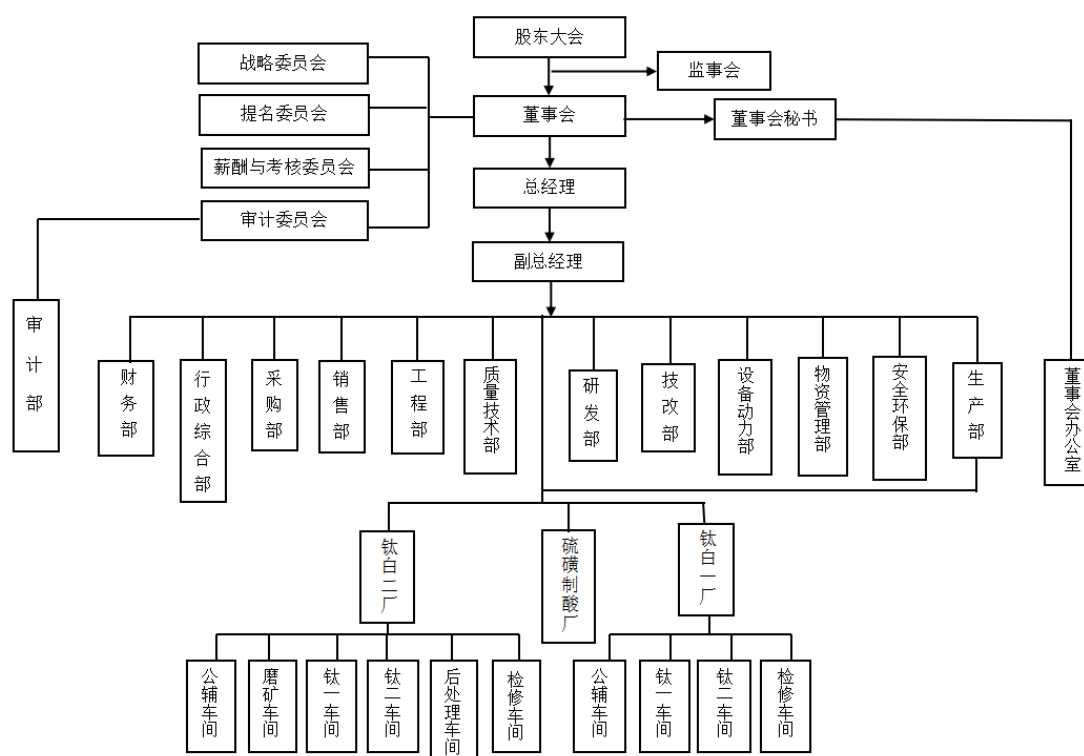 股东大会
战略委员会
监事会
提名委员会
董事会
董事会秘书
薪酬与考核委员会
总经理
审计委员会
副总经理
审计部
财务部
行政综合部
采购部
销售部
工程部
质量技术部
研发部
技改部
设备动力部
物资管理部
安全环保部
生产部
董事会办公室
钛白二厂
硫磺制酸厂
钛白一厂
公辅车间
磨矿车间
钛一车间
钛二车间
后处理车间
检修车间
公辅车间
钛一车间
钛二车间
检修车间